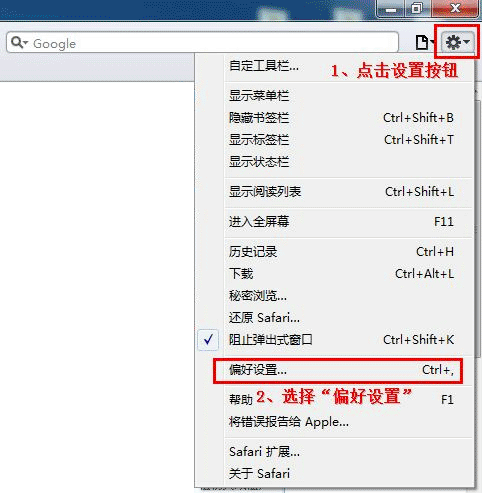 Google
自定工具栏...
1、点击设置按钮
显示菜单栏
隐藏书签栏 Ctrl+Shift+B
显示标签栏 Ctrl+Shift+T
显示状态栏
显示阅读列表 Ctrl+Shift+L
进入全屏幕 F11
历史记录 Ctrl+H
下载 Ctrl+Alt+L
秘密浏览...
还原 Safari...
阻止弹出式窗口 Ctrl+Shift+K
偏好设置... Ctrl+,
帮助 F1
2、选择“偏好设置”
将错误报告给 Apple...
Safari 扩展...
关于 Safari